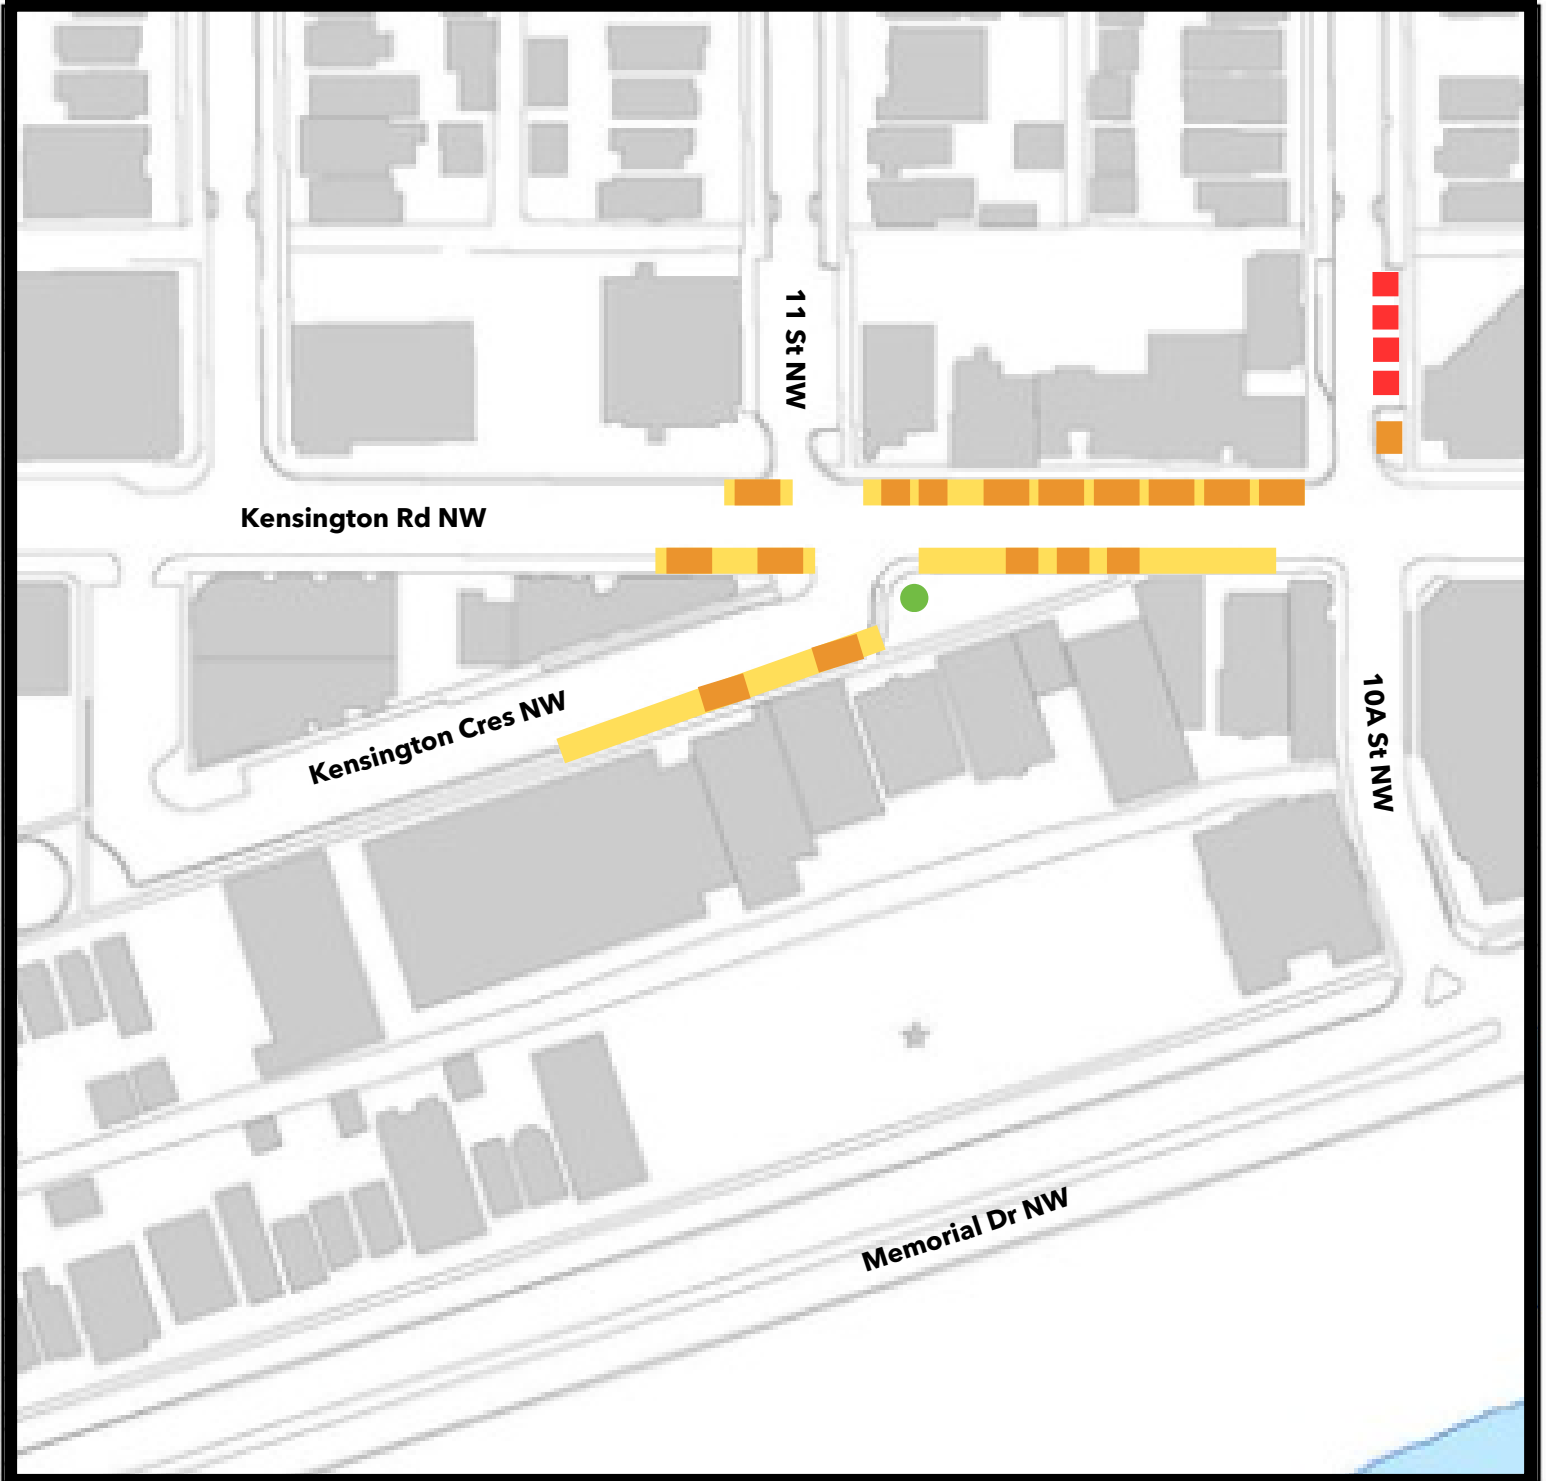 11 St NW
Kensington Rd NW
Kensington Cres NW
10A St NW
Memorial Dr NW